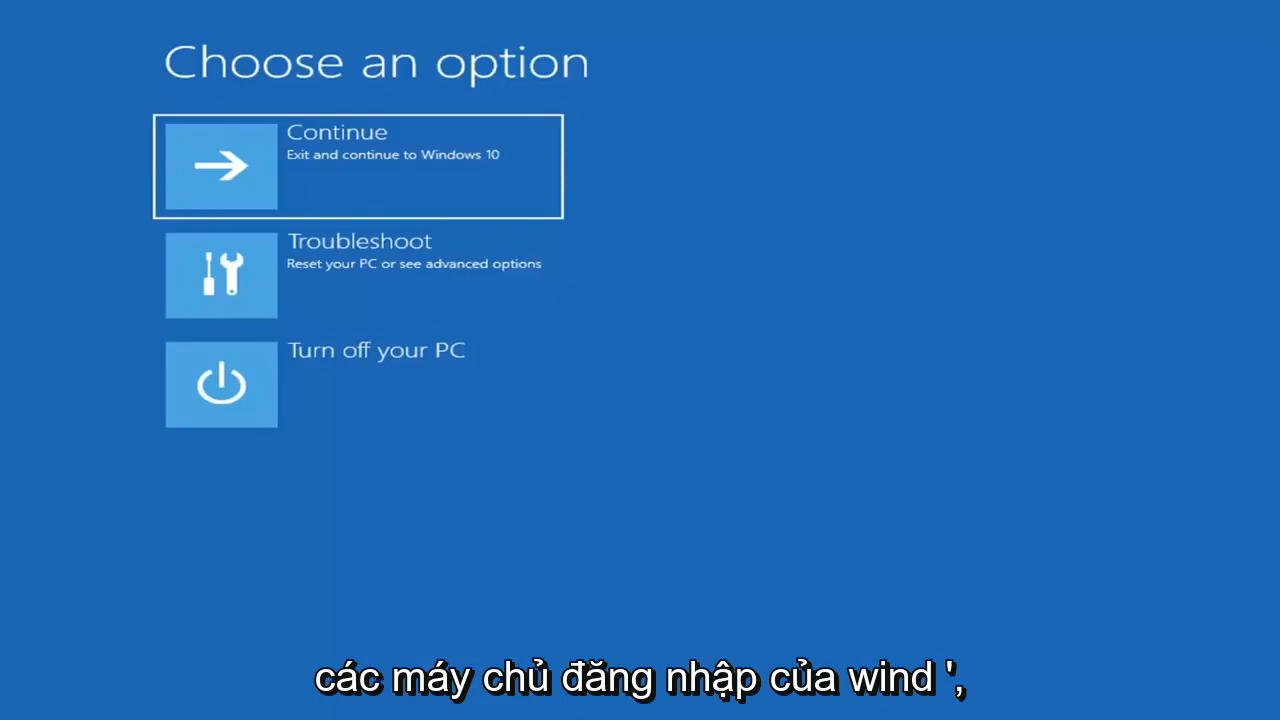 Choose an option
Continue
Exit and continue to Windows 10
Troubleshoot
Reset your PC or see advanced options
Turn off your PC
các máy chủ đăng nhập của wind ',